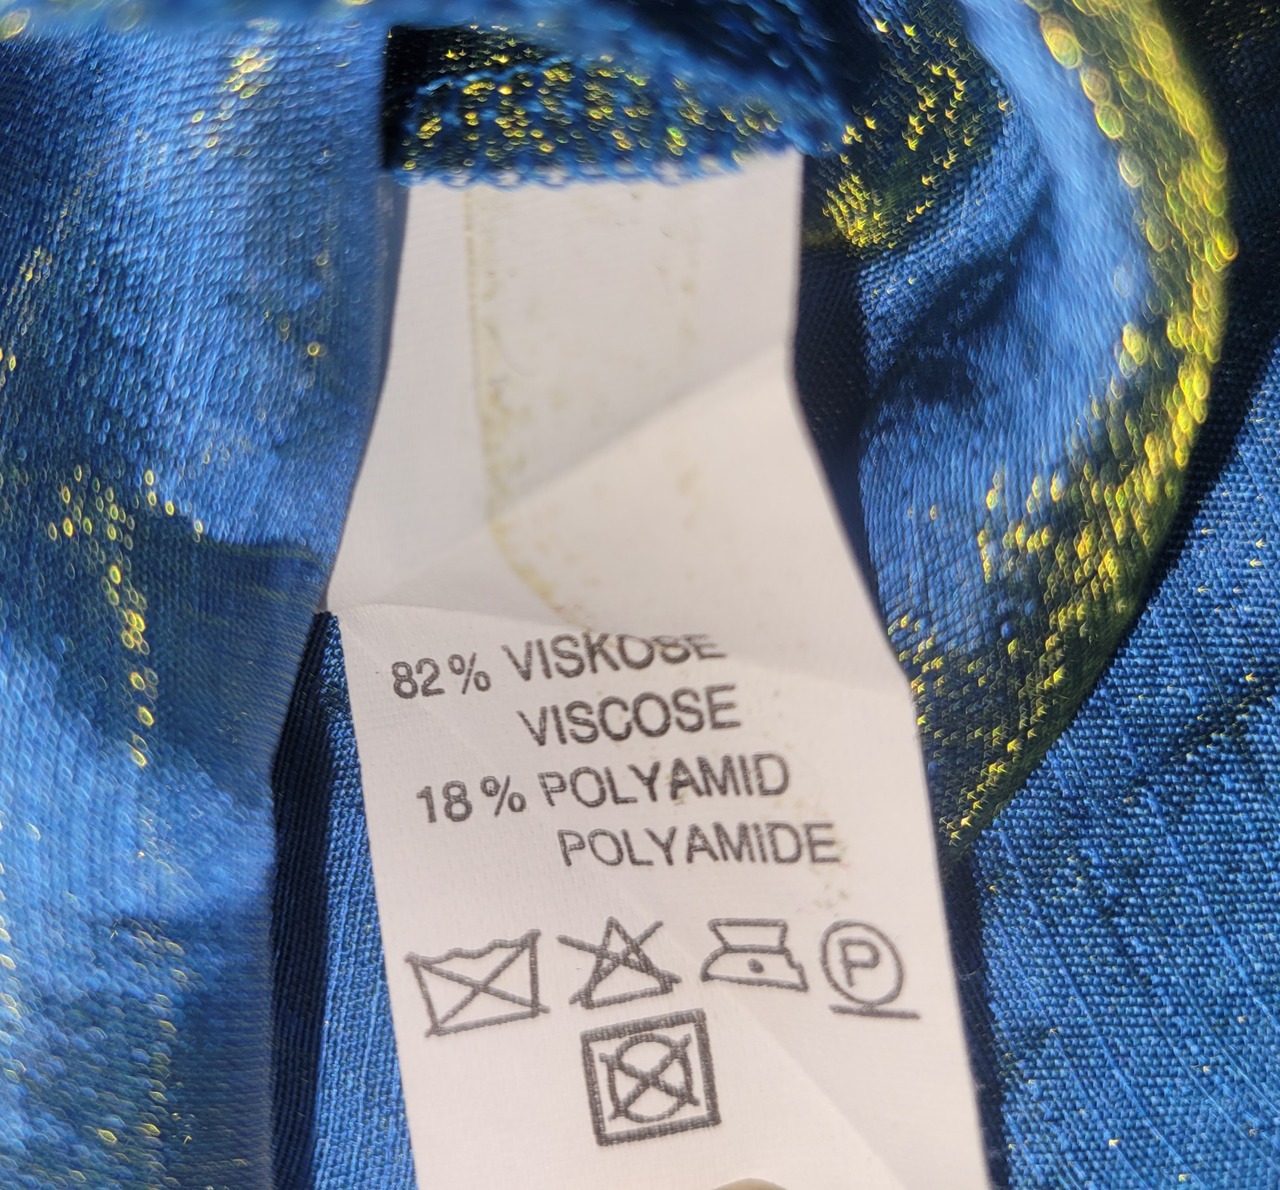 82% VISKOSE
VISCOSE
18% POLYAMID
POLYAMIDE
P